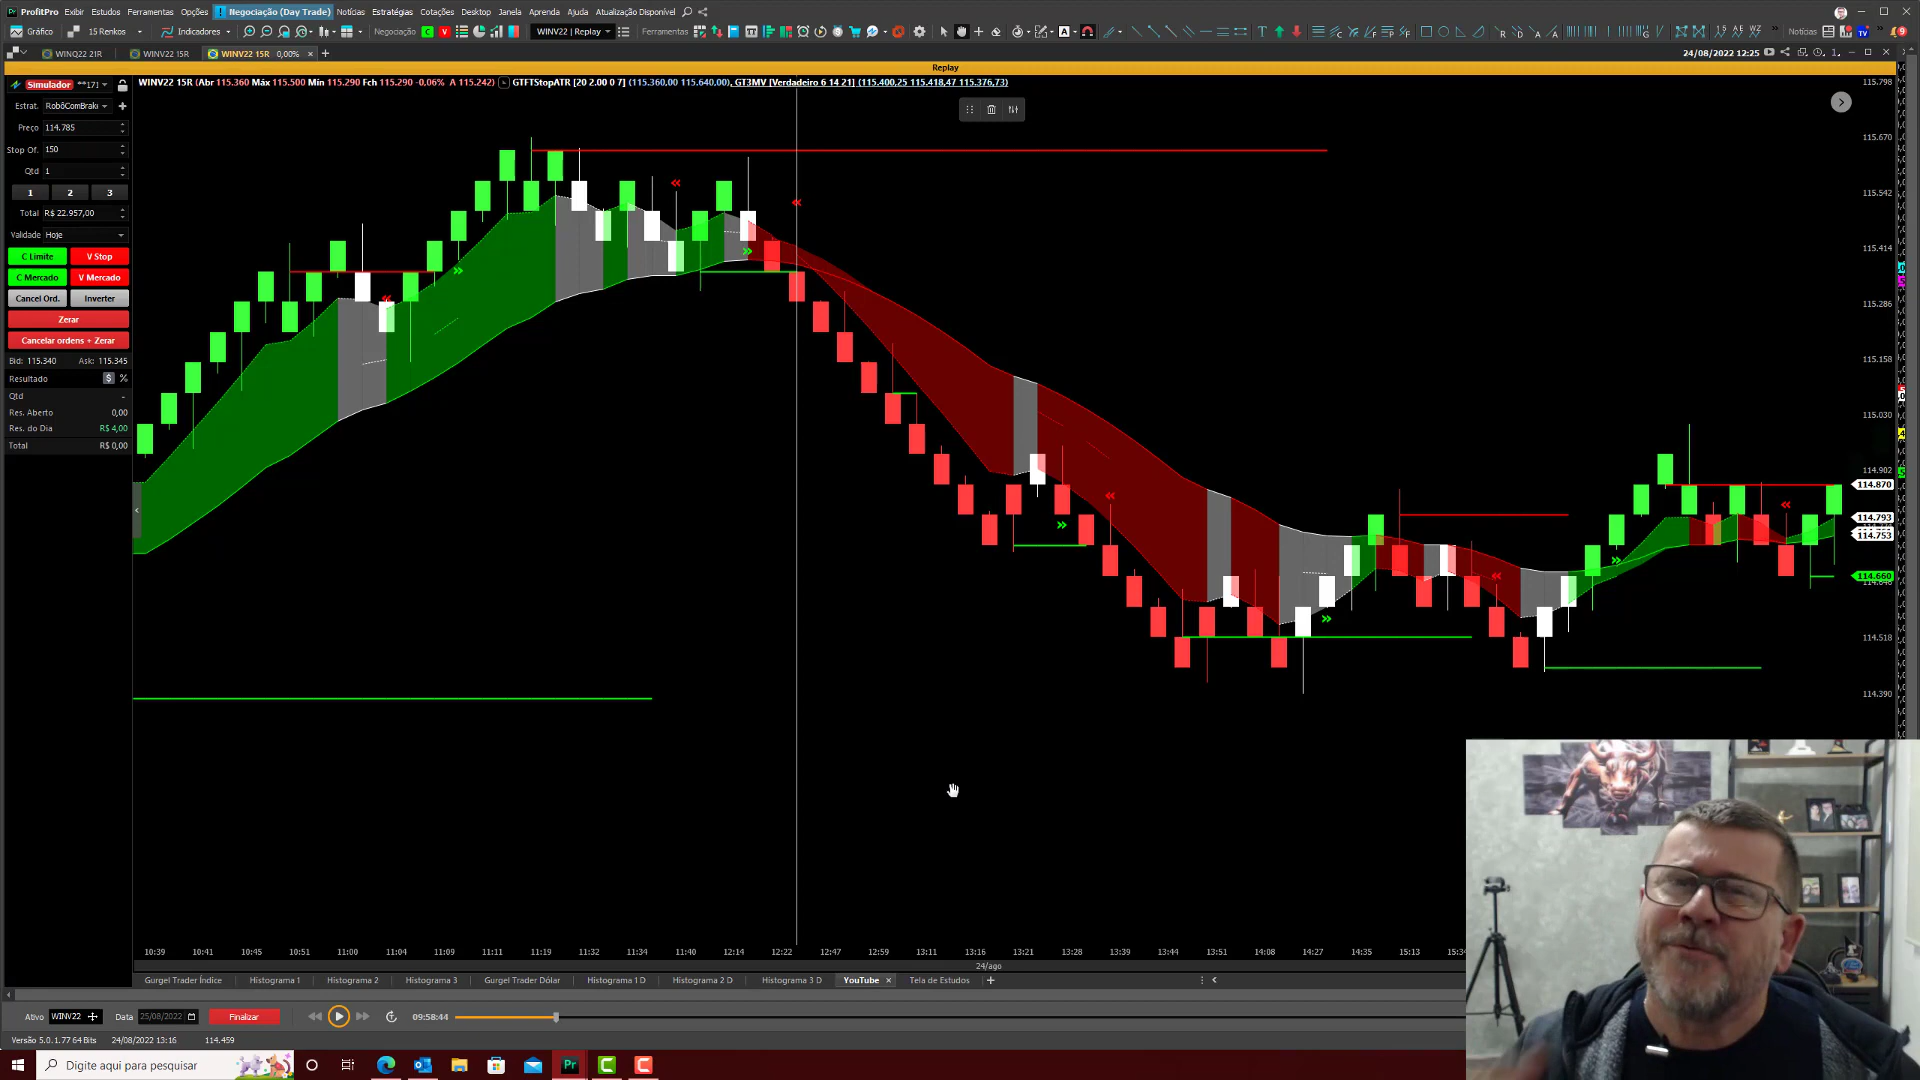 ProfitPro Exibir Estudos Ferramentas Opções ! Negociação (Day Trade) Notícias Estratégias Cotações Desktop Janela Aprenda Ajuda Atualização Disponível
Gráfico 15 Renkos Indicadores Negociação C V WINV22 | Replay Ferramentas Notícias
WINQ22 21R WINV22 15R WINV22 15R 0,00% 24/08/2022 12:25
Replay
Simulador **171
WINV22 15R (Abr 115.360 Máx 115.500 Mín 115.290 Fch 115.290 -0.06% A 115.242) GTFTStopATR [20 2.00 0 7] (115.360,00 115.640,00), GT3MV [Verdadeiro 6 14 21] (115.400,25 115.418,47 115.376,73)
Estrat. RobôComBrake
Preço 114.785
Stop Of. 150
Qtd 1
1 2 3
Total R$ 22.957,00
Validade Hoje
C Limite V Stop
C Mercado V Mercado
Cancel Ord. Inverter
Zerar
Cancelar ordens + Zerar
Bid: 115.340 Ask: 115.345
Resultado $ %
Qtd -
Res. Aberto 0,00
Res. do Dia R$ 4,00
Total R$ 0,00
115.798
115.670
115.542
115.414
115.286
115.158
115.030
114.902
114.870
114.793
114.753
114.660
114.518
114.390
10:39 10:41 10:45 10:51 11:00 11:04 11:09 11:11 11:19 11:32 11:34 11:40 12:14 12:22 12:47 12:59 13:11 13:16 13:21 13:28 13:39 13:44 13:51 14:08 14:27 14:35 15:13 15:34
24/ago
Gurgel Trader Índice Histograma 1 Histograma 2 Histograma 3 Gurgel Trader Dólar Histograma 1 D Histograma 2 D Histograma 3 D YouTube Tela de Estudos
Ativo WINV22 Data 25/08/2022 Finalizar 09:58:44
Versão 5.0.1.77 64 Bits 24/08/2022 13:16 114.459
Digite aqui para pesquisar